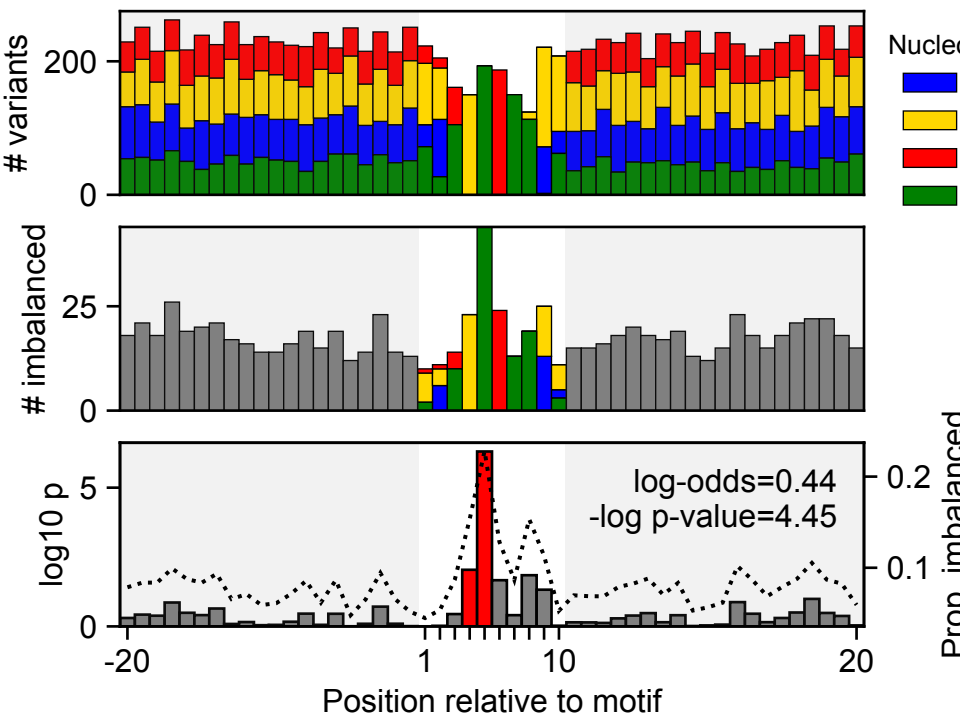 # variants
200
0
Nucleo
# imbalanced
25
0
log10 p
5
0
log-odds=0.44
-log p-value=4.45
0.2
0.1
Prop. imbalanced
-20
1
10
20
Position relative to motif